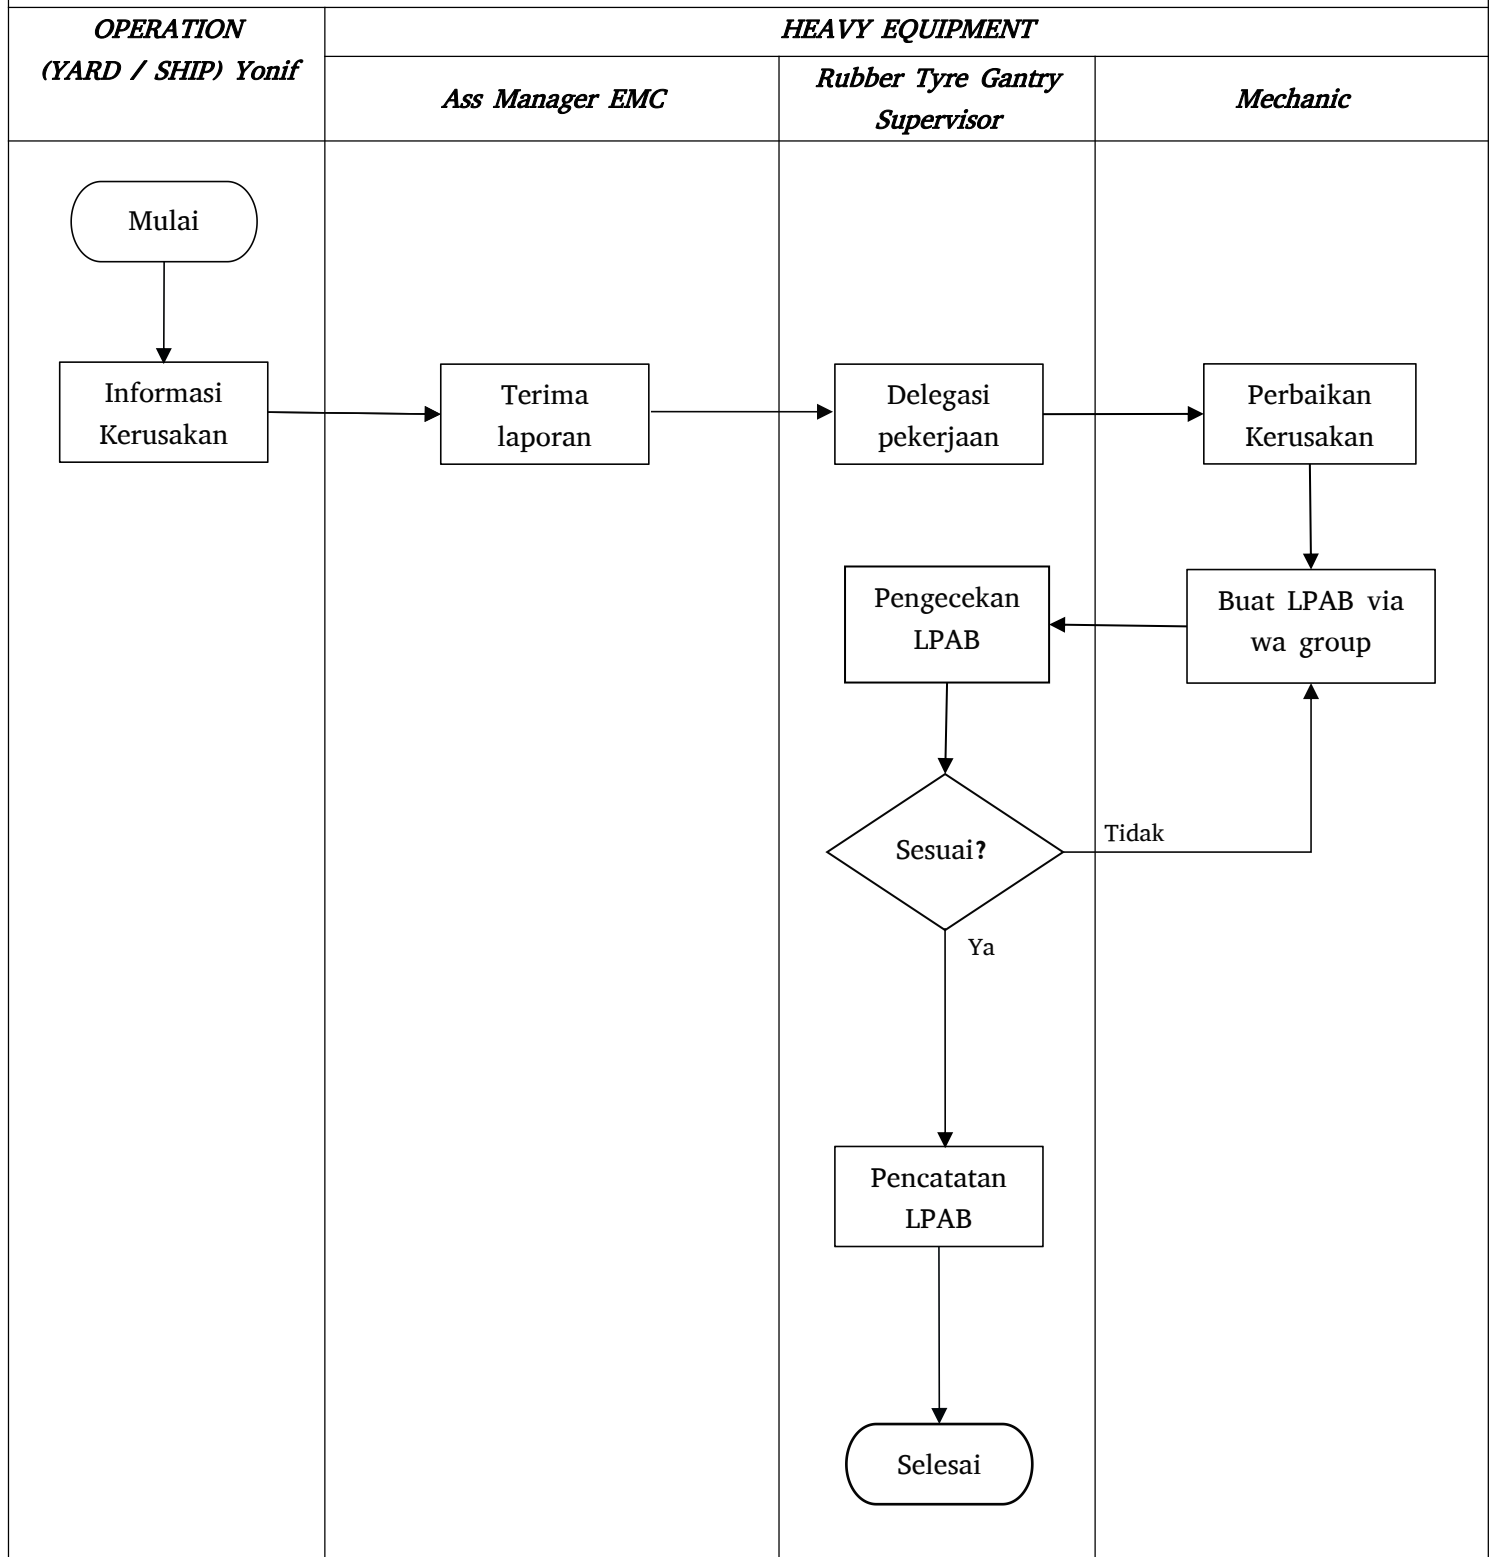 OPERATION
(YARD / SHIP) Yonif
HEAVY EQUIPMENT
Ass Manager EMC
Rubber Tyre Gantry
Supervisor
Mechanic
Mulai
Informasi
Kerusakan
Terima
laporan
Delegasi
pekerjaan
Perbaikan
Kerusakan
Pengecekan
LPAB
Buat LPAB via
wa group
Sesuai?
Tidak
Ya
Pencatatan
LPAB
Selesai